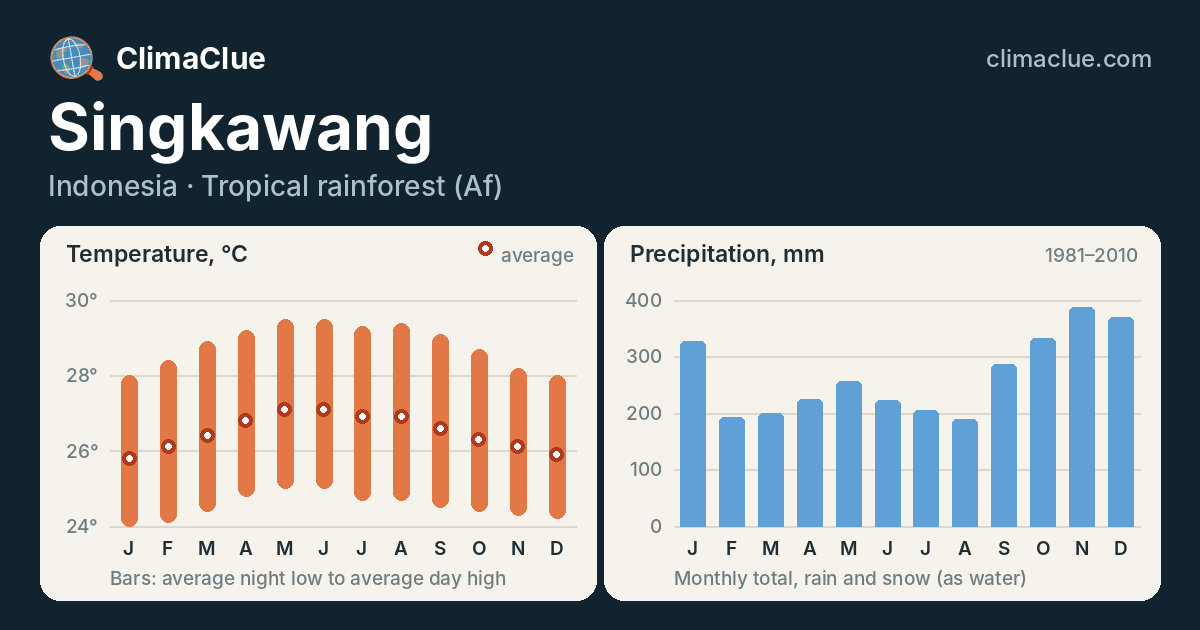 ClimaClue
climaclue.com
Singkawang
Indonesia · Tropical rainforest (Af)
Temperature, °C
average
30°
28°
26°
24°
J F M A M J J A S O N D
Bars: average night low to average day high
Precipitation, mm
1981–2010
400
300
200
100
0
J F M A M J J A S O N D
Monthly total, rain and snow (as water)